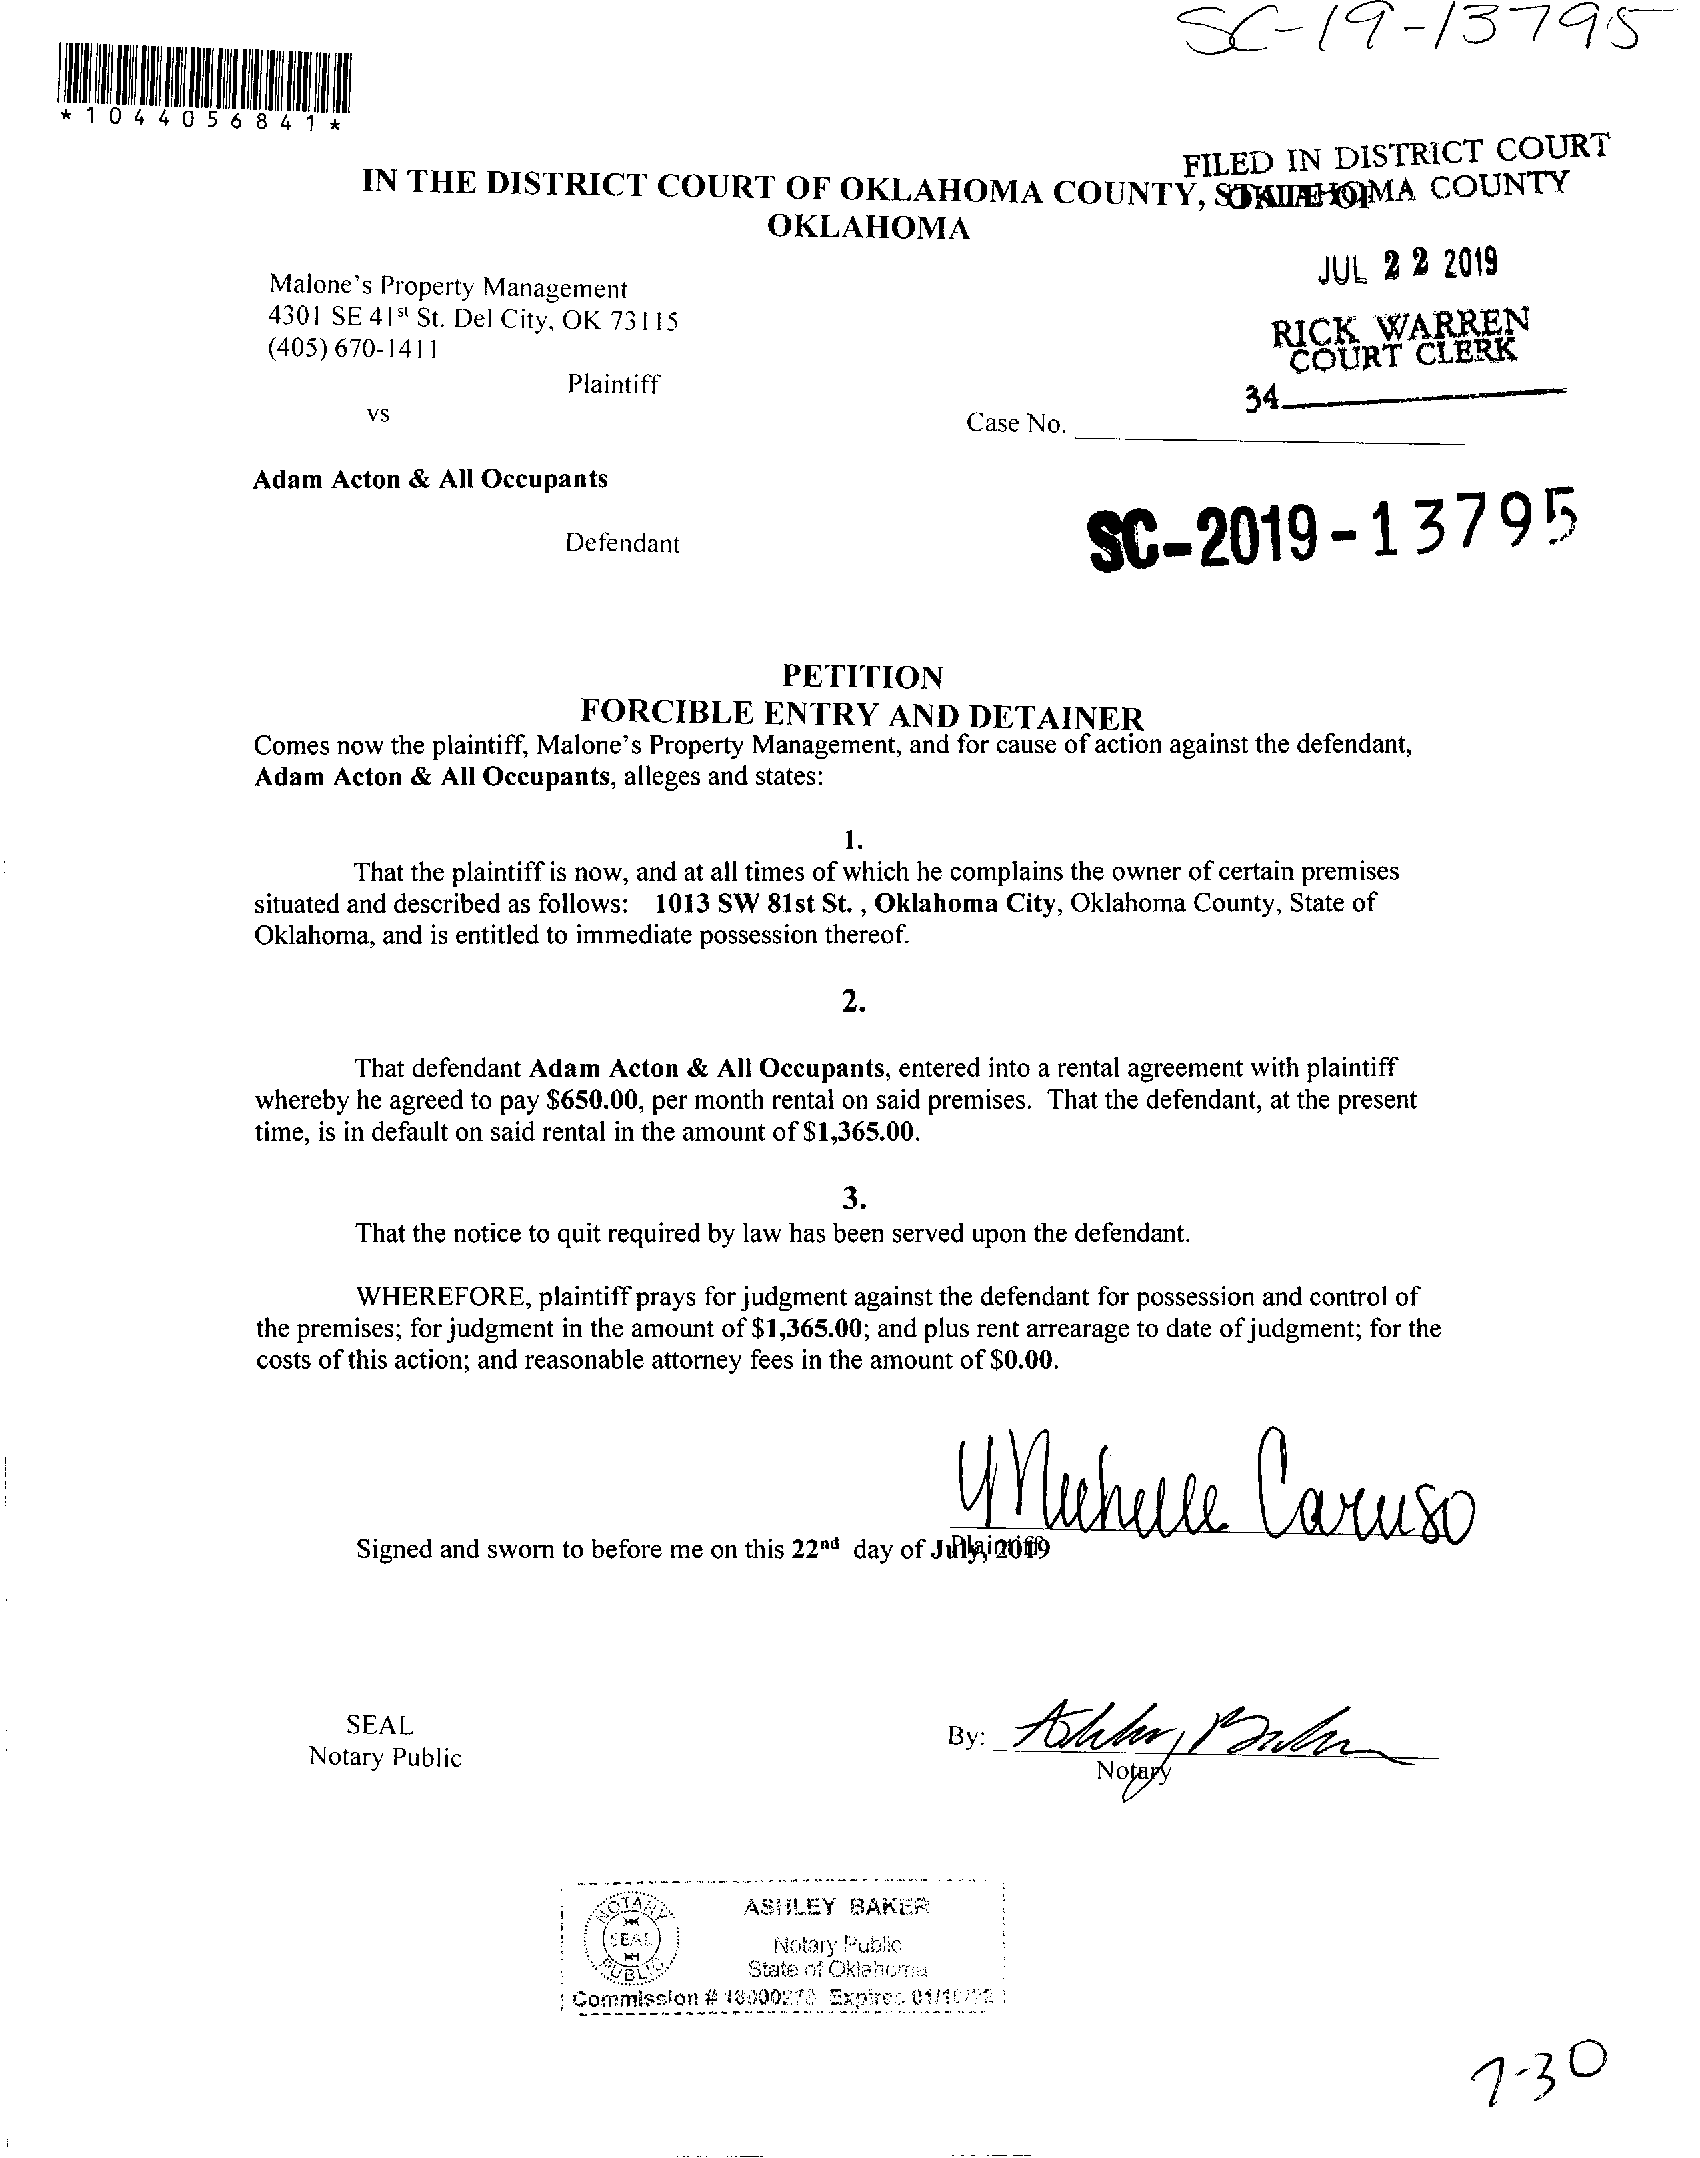 SC-19-13795
*1044056841*
FILED IN DISTRICT COURT
OKLAHOMA COUNTY
IN THE DISTRICT COURT OF OKLAHOMA COUNTY, STATE OF
OKLAHOMA
JUL 22 2019
Malone's Property Management
4301 SE 41st St. Del City, OK 73115
(405) 670-1411
RICK WARREN
COURT CLERK
34
Plaintiff
vs
Case No.
Adam Acton & All Occupants
SC-2019-13795
Defendant
PETITION
FORCIBLE ENTRY AND DETAINER
Comes now the plaintiff, Malone's Property Management, and for cause of action against the defendant,
Adam Acton & All Occupants, alleges and states:
1.
That the plaintiff is now, and at all times of which he complains the owner of certain premises
situated and described as follows: 1013 SW 81st St. , Oklahoma City, Oklahoma County, State of
Oklahoma, and is entitled to immediate possession thereof.
2.
That defendant Adam Acton & All Occupants, entered into a rental agreement with plaintiff
whereby he agreed to pay $650.00, per month rental on said premises. That the defendant, at the present
time, is in default on said rental in the amount of $1,365.00.
3.
That the notice to quit required by law has been served upon the defendant.
WHEREFORE, plaintiff prays for judgment against the defendant for possession and control of
the premises; for judgment in the amount of $1,365.00; and plus rent arrearage to date of judgment; for the
costs of this action; and reasonable attorney fees in the amount of $0.00.
Michelle Caruso
Plaintiff
Signed and sworn to before me on this 22nd day of July, 2019
SEAL
Notary Public
By: Ashley Baker
Notary
NOTARY
SEAL
PUBLIC
ASHLEY BAKER
Notary Public
State of Oklahoma
Commission # Expires
7-30